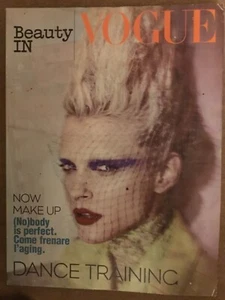 Beauty
IN VOGUE
NOW
MAKE UP
(No)body
is perfect.
Come frenare
l'aging.
DANCE TRAINING